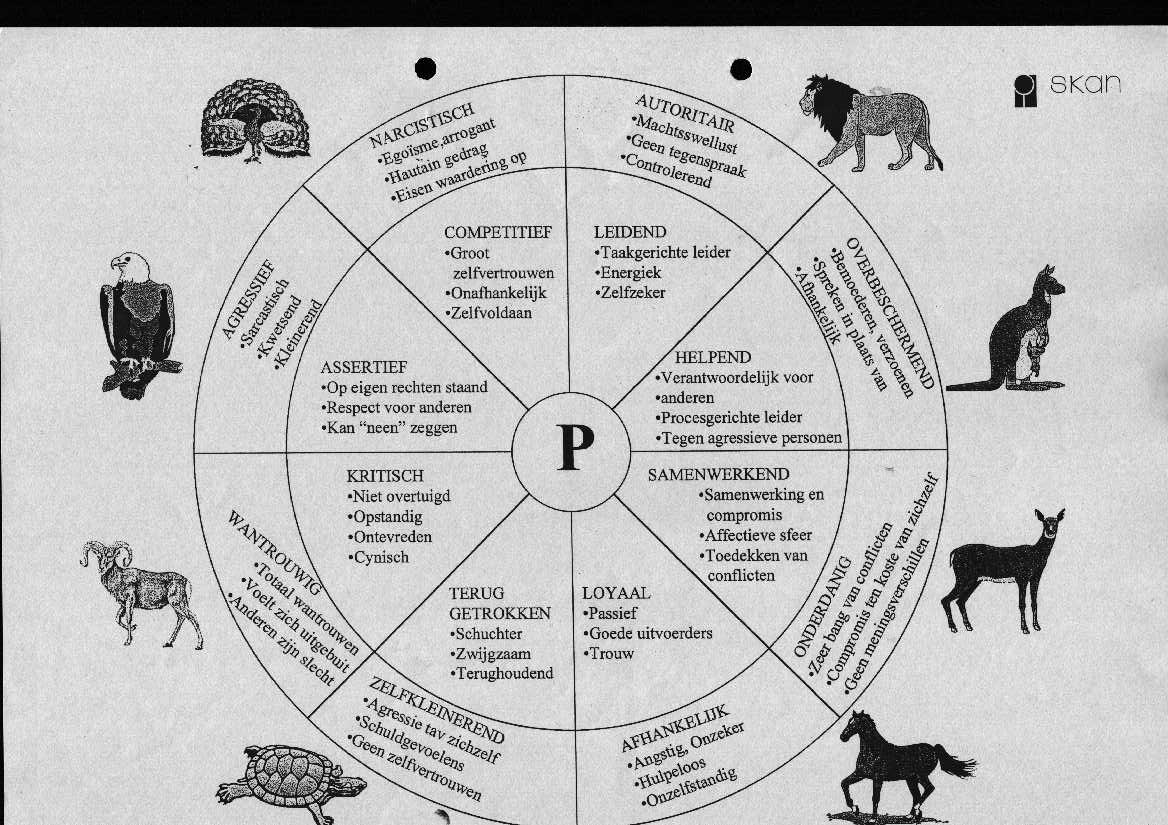 skan
NARCISTISCH
•Egoïsme,arrogant
•Hautain gedrag
•Eisen waardering op
AUTORITAIR
•Machtsswellust
•Geen tegenspraak
•Controlerend
OVERBESCHERMEND
•Bemoederen, verzoenen
•Spreken in plaats van
•Afhankelijk
ONDERDANIG
•Zeer bang van conflicten
•Compromis ten koste van zichzelf
•Geen meningsverschillen
AFHANKELIJK
•Angstig, Onzeker
•Hulpeloos
•Onzelfstandig
ZELFKLEINEREND
•Agressie tav zichzelf
•Schuldgevoelens
•Geen zelfvertrouwen
WANTROUWIG
•Totaal wantrouwen
•Voelt zich uitgebuit
•Anderen zijn slecht
AGRESSIEF
•Sarcastisch
•Kwetsend
•Kleinerend
COMPETITIEF
•Groot
zelfvertrouwen
•Onafhankelijk
•Zelfvoldaan
LEIDEND
•Taakgerichte leider
•Energiek
•Zelfzeker
HELPEND
•Verantwoordelijk voor
•anderen
•Procesgerichte leider
•Tegen agressieve personen
SAMENWERKEND
•Samenwerking en
compromis
•Affectieve sfeer
•Toedekken van
conflicten
LOYAAL
•Passief
•Goede uitvoerders
•Trouw
TERUG
GETROKKEN
•Schuchter
•Zwijgzaam
•Terughoudend
KRITISCH
•Niet overtuigd
•Opstandig
•Ontevreden
•Cynisch
ASSERTIEF
•Op eigen rechten staand
•Respect voor anderen
•Kan “neen” zeggen
P